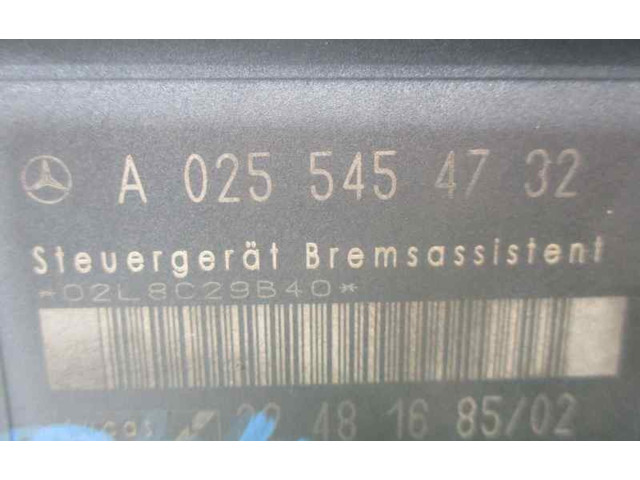 A 025 545 47 32
Steuergerät Bremsassistent
*02L8C29B40*
48 16 85/02